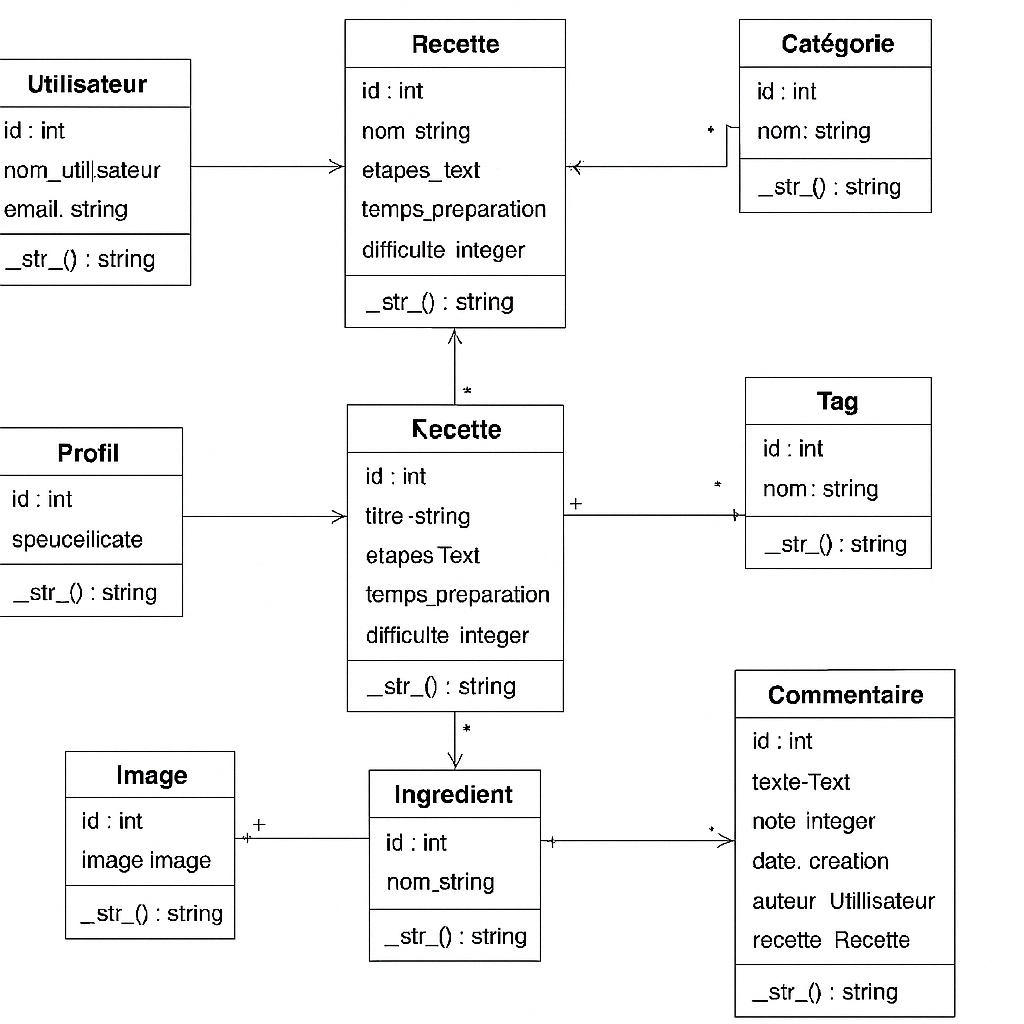 Utilisateur
id : int
nom_utilisateur
email. string
_str_() : string
Recette
id : int
nom string
etapes_text
temps_preparation
difficulte integer
_str_() : string
Catégorie
id : int
nom: string
_str_() : string
*
*
Profil
id : int
speuceilicate
_str_() : string
Recette
id : int
titre-string
etapes Text
temps_preparation
difficulte integer
_str_() : string
+
*
Tag
id : int
nom: string
_str_() : string
*
Image
id : int
image image
_str_() : string
+
Ingredient
id : int
nom_string
_str_() : string
*
Commentaire
id : int
texte-Text
note integer
date. creation
auteur Utillisateur
recette Recette
_str_() : string